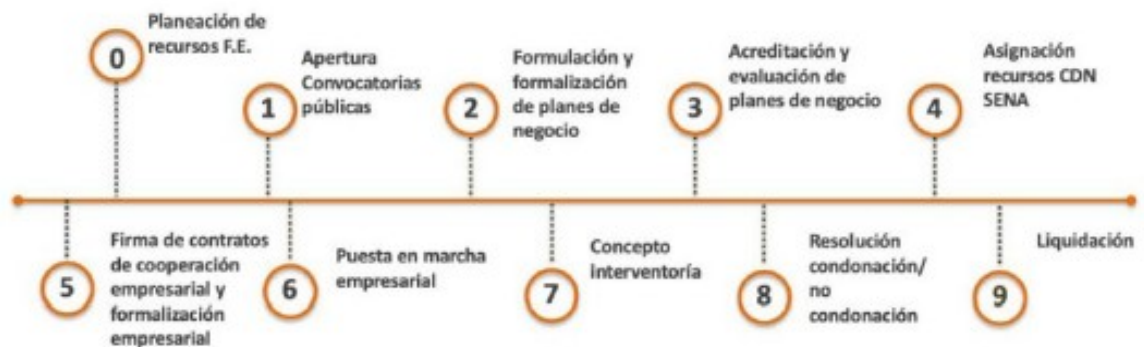 0
Planeación de
recursos F.E.
1
Apertura
Convocatorias
públicas
2
Formulación y
formalización
de planes de
negocio
3
Acreditación y
evaluación de
planes de negocio
4
Asignación
recursos CDN
SENA
5
Firma de contratos
de cooperación
empresarial y
formalización
empresarial
6
Puesta en marcha
empresarial
7
Concepto
Interventoría
8
Resolución
condonación/
no
condonación
9
Liquidación